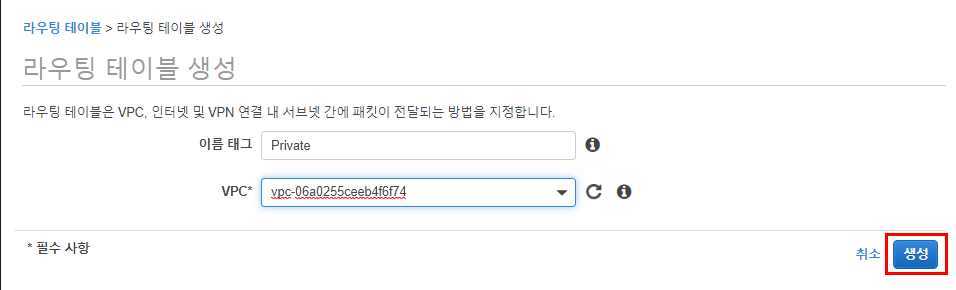 라우팅 테이블 > 라우팅 테이블 생성
라우팅 테이블 생성
라우팅 테이블은 VPC, 인터넷 및 VPN 연결 내 서브넷 간에 패킷이 전달되는 방법을 지정합니다.
이름 태그 Private
VPC* vpc-06a0255ceeb4f6f74
* 필수 사항 취소 생성